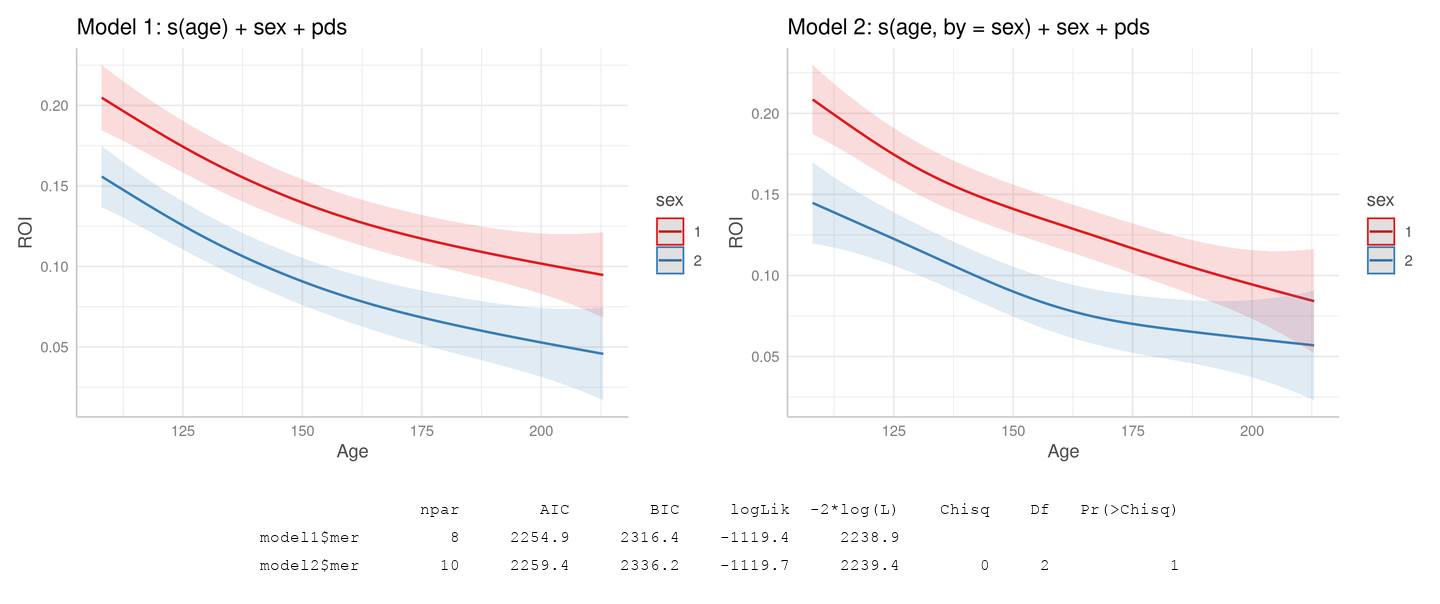 Model 1: s(age) + sex + pds
ROI
0.20
0.15
0.10
0.05
125 150 175 200
Age
sex
1
2
Model 2: s(age, by = sex) + sex + pds
ROI
0.20
0.15
0.10
0.05
125 150 175 200
Age
sex
1
2
npar AIC BIC logLik -2*log(L) Chisq Df Pr(>Chisq)
model1$mer 8 2254.9 2316.4 -1119.4 2238.9
model2$mer 10 2259.4 2336.2 -1119.7 2239.4 0 2 1